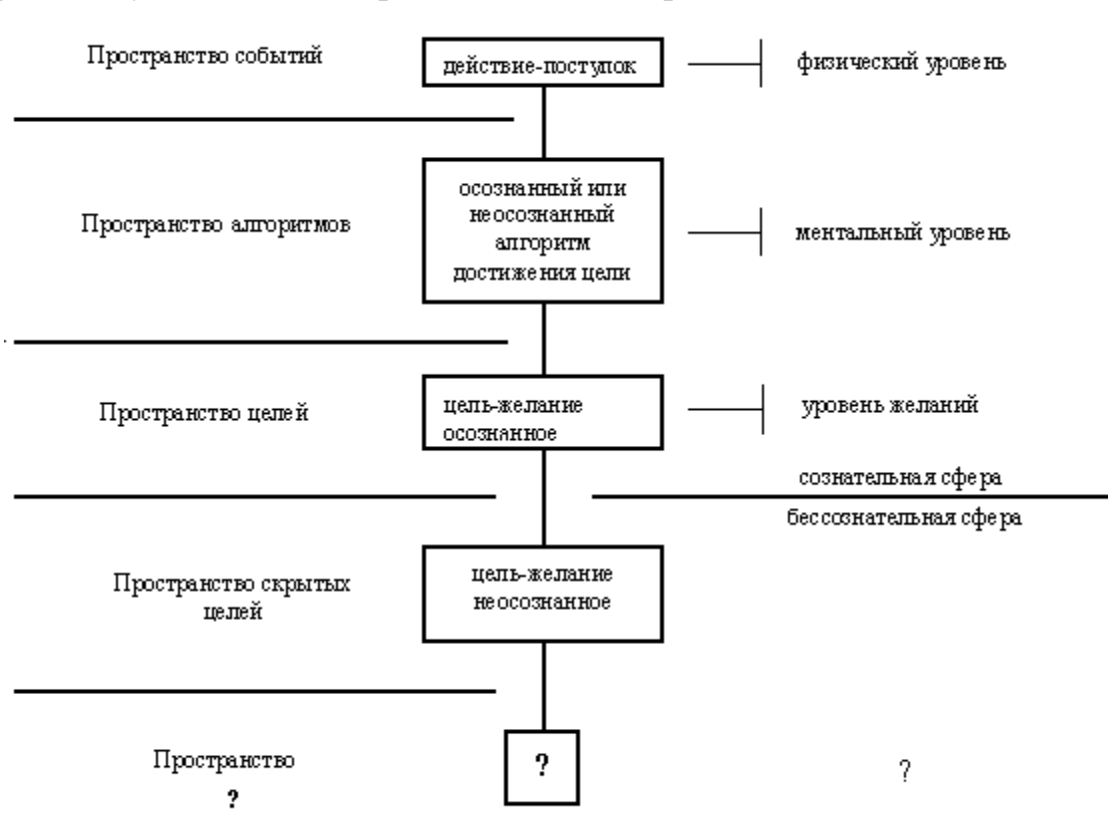 Пространство событий
действие-поступок
физический уровень
Пространство алгоритмов
осознанный или
неосознанный
алгоритм
достижения цели
ментальный уровень
Пространство целей
цель-желание
осознанное
уровень желаний
сознательная сфера
бессознательная сфера
Пространство скрытых
целей
цель-желание
неосознанное
Пространство
?
?
?